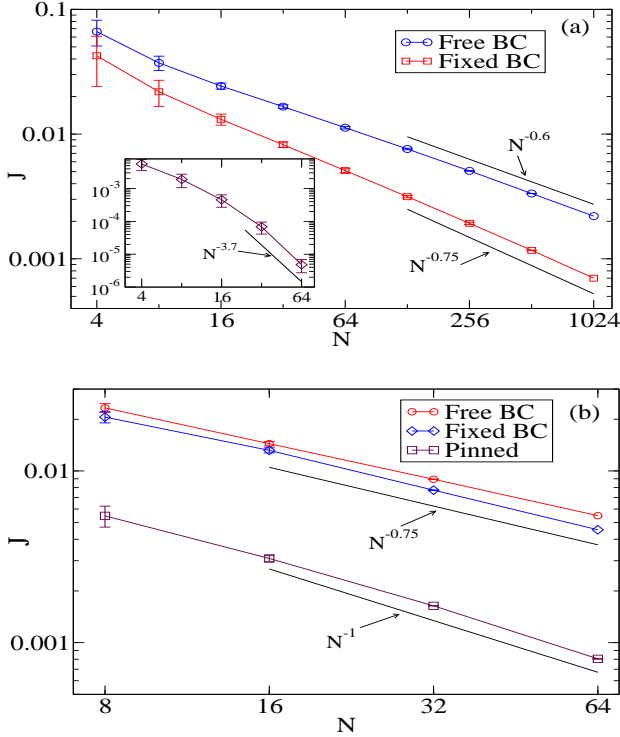 0.1
(a)
Free BC
Fixed BC
N^-0.6
0.01
J
10^-3
10^-4
10^-5
10^-6
N^-3.7
4
16
64
N^-0.75
0.001
4
16
64
256
1024
N
(b)
Free BC
Fixed BC
Pinned
0.01
J
N^-0.75
N^-1
0.001
8
16
32
64
N